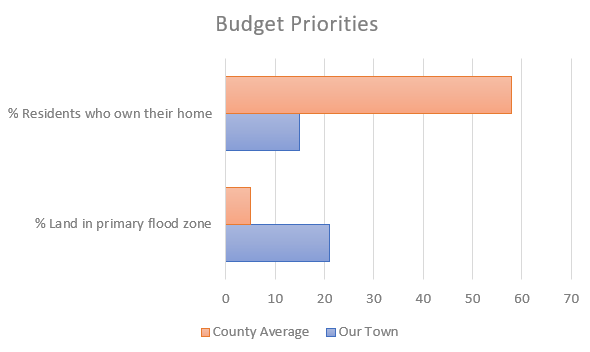 Budget Priorities
% Residents who own their home
% Land in primary flood zone
0 10 20 30 40 50 60 70
County Average Our Town